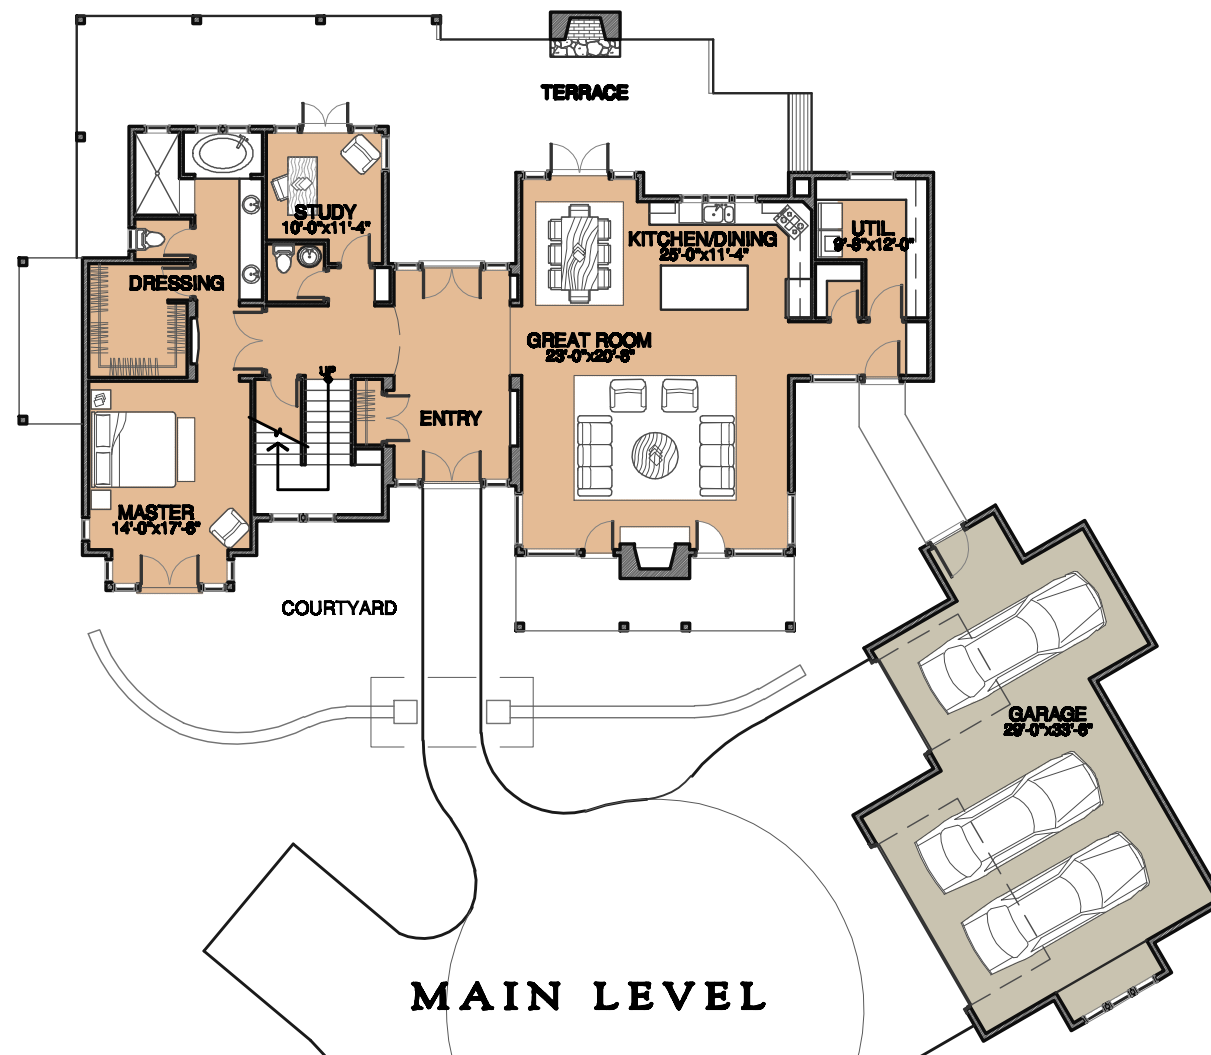 TERRACE
STUDY
10'-0"x11'-4"
UTIL.
9'-6"x12'-0"
KITCHEN/DINING
25'-0"x11'-4"
DRESSING
GREAT ROOM
23'-0"x20'-6"
UP
ENTRY
MASTER
14'-0"x17'-6"
COURTYARD
GARAGE
29'-0"x33'-6"
MAIN LEVEL